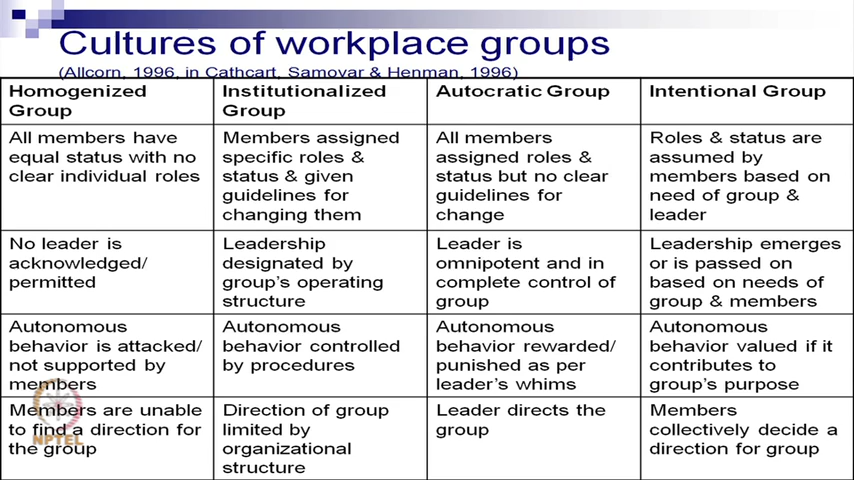 Cultures of workplace groups
(Allcorn, 1996, in Cathcart, Samovar & Henman, 1996)
Homogenized
Group
Institutionalized
Group
Autocratic Group
Intentional Group
All members have
equal status with no
clear individual roles
Members assigned
specific roles &
status & given
guidelines for
changing them
All members
assigned roles &
status but no clear
guidelines for
change
Roles & status are
assumed by
members based on
need of group &
leader
No leader is
acknowledged/
permitted
Leadership
designated by
group's operating
structure
Leader is
omnipotent and in
complete control of
group
Leadership emerges
or is passed on
based on needs of
group & members
Autonomous
behavior is attacked/
not supported by
members
Autonomous
behavior controlled
by procedures
Autonomous
behavior rewarded/
punished as per
leader's whims
Autonomous
behavior valued if it
contributes to
group's purpose
Members are unable
to find a direction for
the group
Direction of group
limited by
organizational
structure
Leader directs the
group
Members
collectively decide a
direction for group
NPTEL